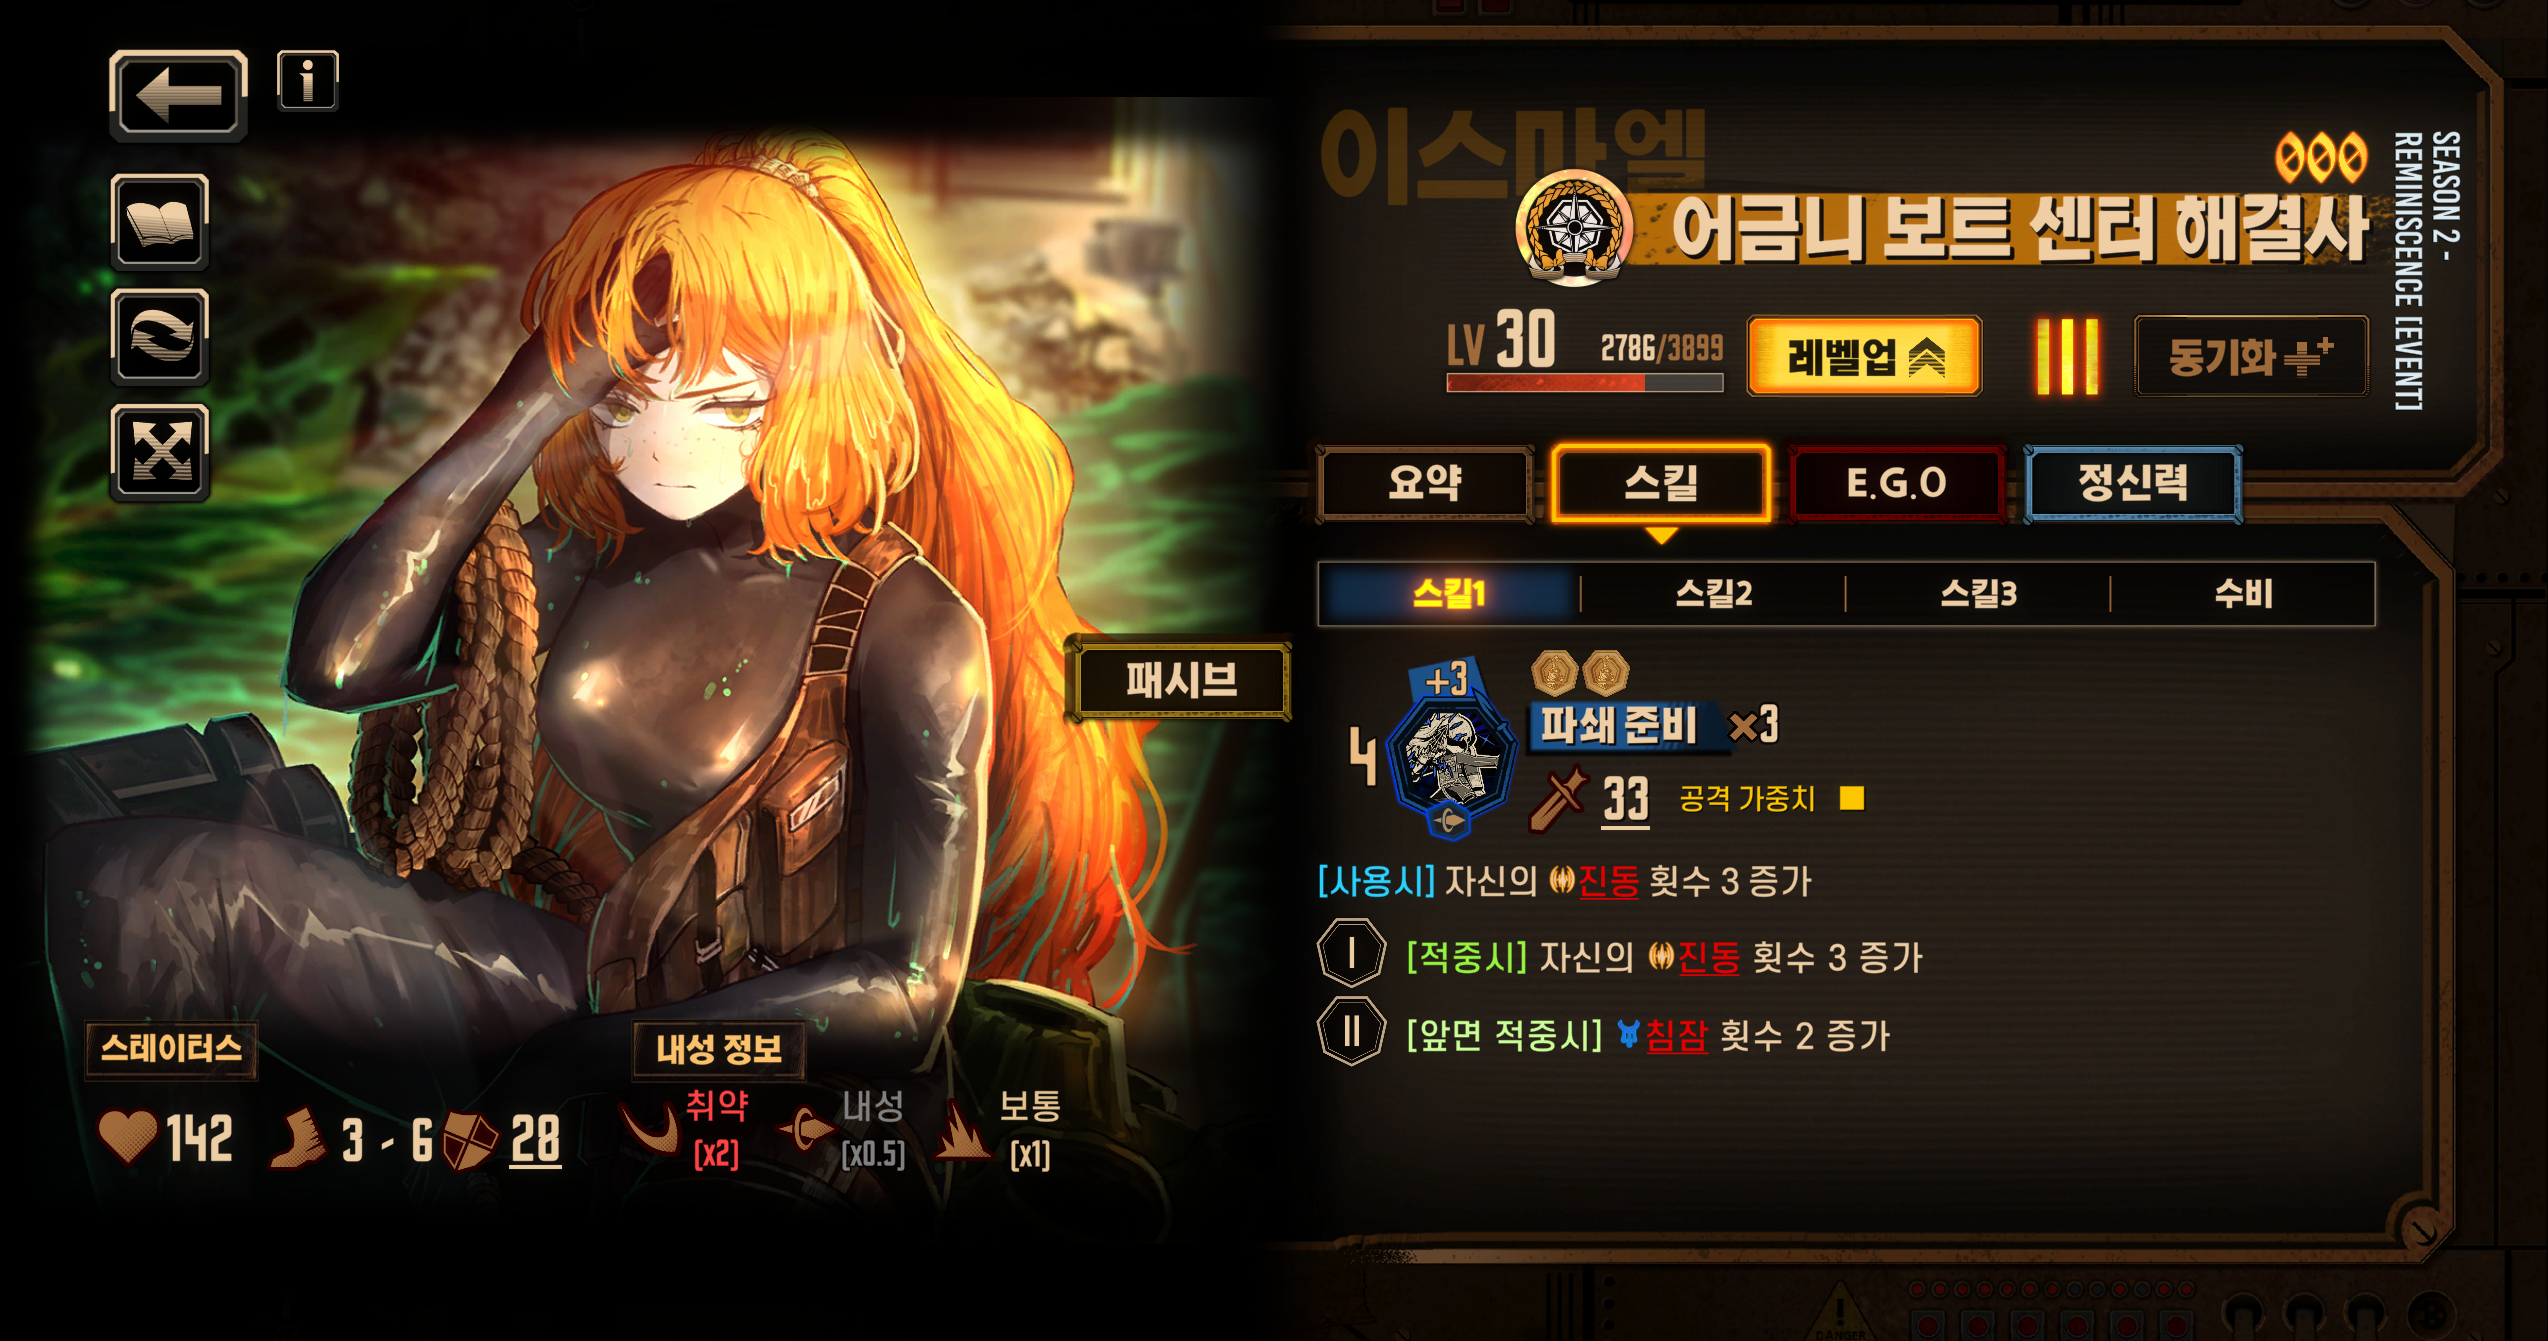 이스마엘
어금니 보트 센터 해결사
SEASON 2 -
REMINISCENCE [EVENT]
LV 30 2786/3899 레벨업 동기화
요약 스킬 E.G.O 정신력
스킬1 스킬2 스킬3 수비
패시브
+3
4 파쇄 준비 ×3
33 공격 가중치
[사용시] 자신의 진동 횟수 3 증가
I [적중시] 자신의 진동 횟수 3 증가
II [앞면 적중시] 침잠 횟수 2 증가
스테이터스
142 3 - 6 28
내성 정보
취약 내성 보통
[x2] [x0.5] [x1]
DANGER